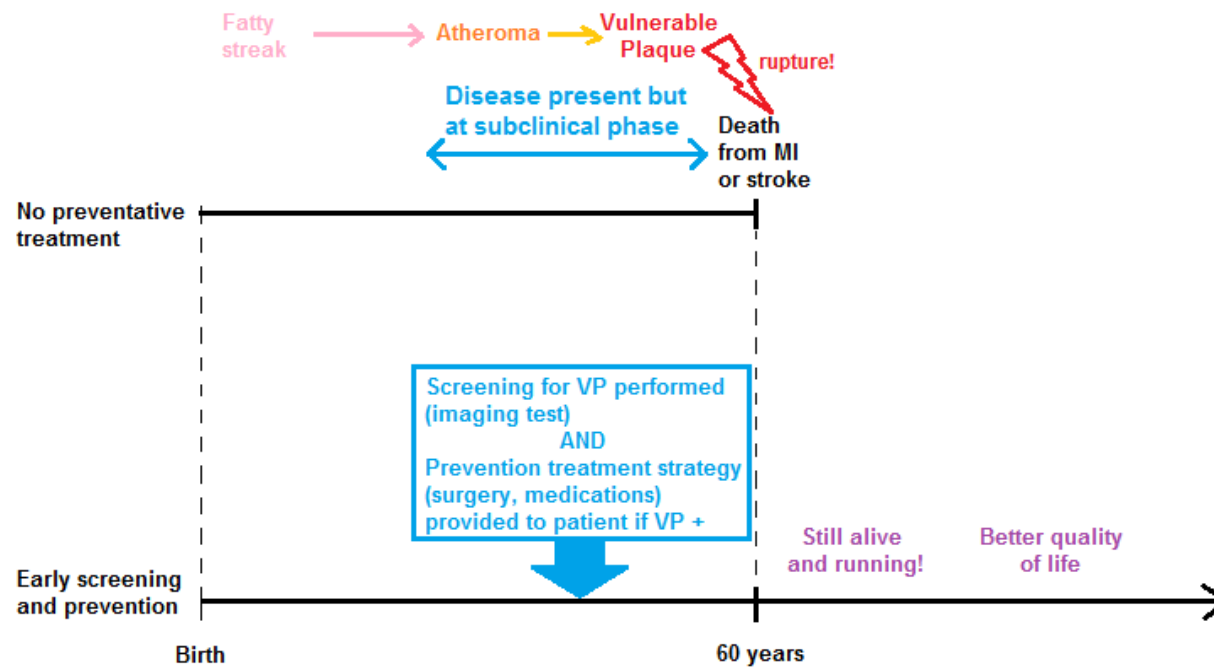 Fatty
streak
Atheroma
Vulnerable
Plaque
rupture!
Disease present but
at subclinical phase
Death
from MI
or stroke
No preventative
treatment
Screening for VP performed
(imaging test)
AND
Prevention treatment strategy
(surgery, medications)
provided to patient if VP +
Still alive
and running!
Better quality
of life
Early screening
and prevention
Birth
60 years